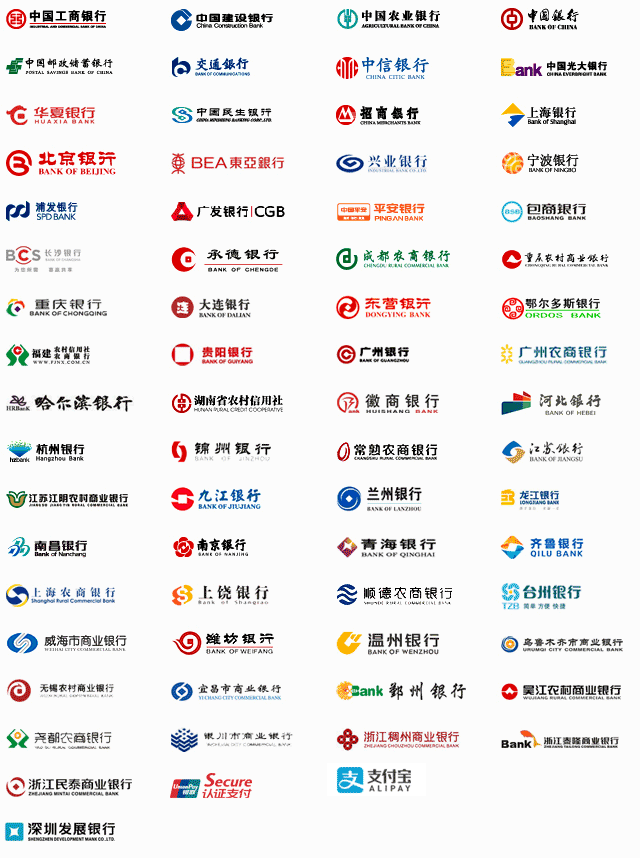 中国工商银行
INDUSTRIAL AND COMMERCIAL BANK OF CHINA
中国建设银行
China Construction Bank
中国农业银行
AGRICULTURAL BANK OF CHINA
中国银行
BANK OF CHINA
中国邮政储蓄银行
POSTAL SAVINGS BANK OF CHINA
交通银行
BANK OF COMMUNICATIONS
中信银行
CHINA CITIC BANK
Bank
中国光大银行
CHINA EVERBRIGHT BANK
华夏银行
HUAXIA BANK
中国民生银行
CHINA MINSHENG BANKING CORP.,LTD.
招商银行
CHINA MERCHANTS BANK
上海银行
Bank of Shanghai
北京银行
BANK OF BEIJING
BEA東亞銀行
兴业银行
INDUSTRIAL BANK CO.,LTD.
宁波银行
BANK OF NINGBO
浦发银行
SPD BANK
广发银行|CGB
中国平安
平安银行
PINGAN BANK
BSB
包商银行
BAOSHANG BANK
BCS
长沙银行
BANK OF CHANGSHA
为您所想 富赢共享
承德银行
BANK OF CHENGDE
成都农商银行
CHENGDU RURAL COMMERCIAL BANK
重庆农村商业银行
CHONGQING RURAL COMMERCIAL BANK
重庆银行
BANK OF CHONGQING
大连银行
BANK OF DALIAN
东营银行
DONGYING BANK
鄂尔多斯银行
ORDOS BANK
福建 农村信用社
农商银行
WWW.FJNX.COM.CN
贵阳银行
BANK OF GUIYANG
广州银行
BANK OF GUANGZHOU
广州农商银行
GUANGZHOU RURAL COMMERCIAL BANK
HRBanK
哈尔滨银行
湖南省农村信用社
HUNAN RURAL CREDIT COOPERATIVE
徽商银行
HUISHANG BANK
河北银行
BANK OF HEBEI
hzbank
杭州银行
Hangzhou Bank
锦州银行
BANK OF JINZHOU
常熟农商银行
CHANGSHU RURAL COMMERCIAL BANK
江苏银行
BANK OF JIANGSU
江苏江阴农村商业银行
JIANGSU JIANGYIN RURAL COMMERCIAL BANK
九江银行
BANK OF JIUJIANG
兰州银行
BANK OF LANZHOU
龙江银行
LONGJIANG BANK
南昌银行
Bank of Nanchang
南京银行
BANK OF NANJING
青海银行
BANK OF QINGHAI
齐鲁银行
QILU BANK
上海农商银行
Shanghai Rural Commercial Bank
上饶银行
Bank of Shangrao
顺德农商银行
SHUNDE RURAL COMMERCIAL BANK
TZB
台州银行
简单 方便 快捷
威海市商业银行
WEIHAI CITY COMMERCIAL BANK
潍坊银行
BANK OF WEIFANG
温州银行
BANK OF WENZHOU
乌鲁木齐市商业银行
URUMQI CITY COMMERCIAL BANK
无锡农村商业银行
WUXI RURAL COMMERCIAL BANK
宜昌市商业银行
YICHANG CITY COMMERCIAL BANK
Bank
鄞州银行
吴江农村商业银行
WUJIANG RURAL COMMERCIAL BANK
尧都农商银行
YAO DU RURAL COMMERCIAL BANK
银川市商业银行
YINCHUAN CITY COMMERCIAL BANK
浙江稠州商业银行
ZHEJIANG CHOUZHOU COMMERCIAL BANK
Bank
浙江泰隆商业银行
ZHEJIANG TAILONG COMMERCIAL BANK
浙江民泰商业银行
ZHEJIANG MINTAI COMMERCIAL BANK
UnionPay
银联
Secure
认证支付
支
支付宝
ALIPAY
深圳发展银行
SHENZHEN DEVELOPMENT BANK CO.,LTD.